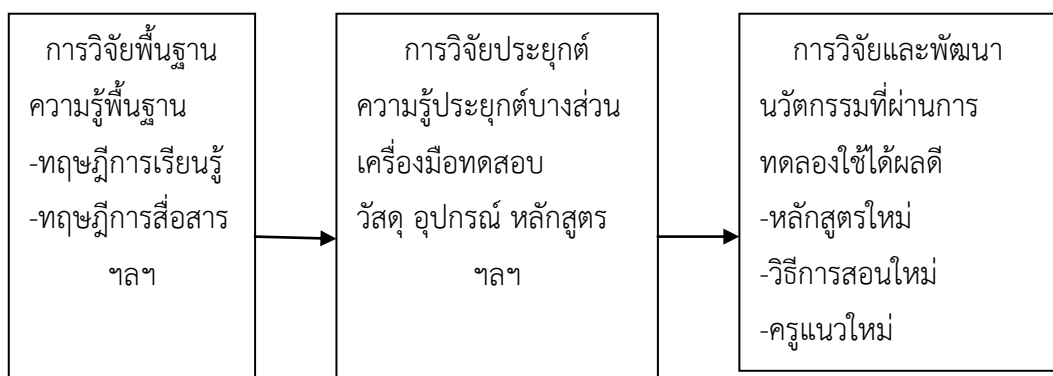 การวิจัยพื้นฐาน
ความรู้พื้นฐาน
-ทฤษฎีการเรียนรู้
-ทฤษฎีการสื่อสาร
ฯลฯ
การวิจัยประยุกต์
ความรู้ประยุกต์บางส่วน
เครื่องมือทดสอบ
วัสดุ อุปกรณ์ หลักสูตร
ฯลฯ
การวิจัยและพัฒนา
นวัตกรรมที่ผ่านการ
ทดลองใช้ได้ผลดี
-หลักสูตรใหม่
-วิธีการสอนใหม่
-ครูแนวใหม่